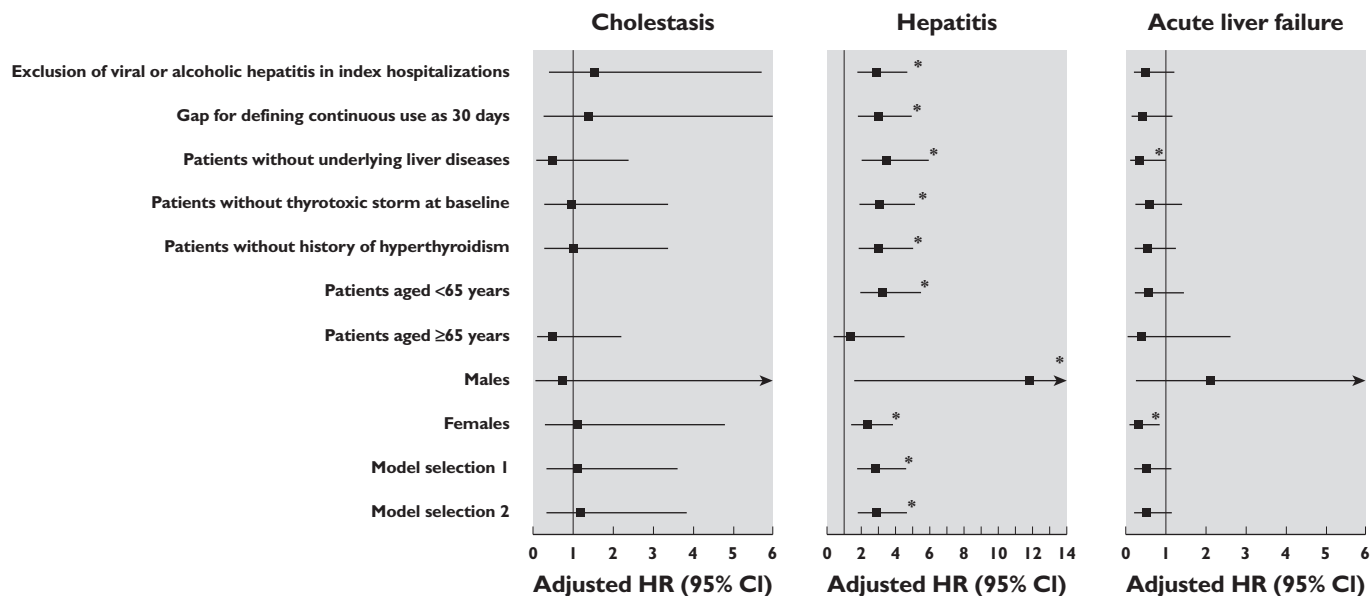 Cholestasis Hepatitis Acute liver failure
Exclusion of viral or alcoholic hepatitis in index hospitalizations * 
Gap for defining continuous use as 30 days *
Patients without underlying liver diseases * *
Patients without thyrotoxic storm at baseline *
Patients without history of hyperthyroidism *
Patients aged <65 years *
Patients aged ≥65 years
Males *
Females * *
Model selection 1 *
Model selection 2 *
0 1 2 3 4 5 6 0 2 4 6 8 10 12 14 0 1 2 3 4 5 6
Adjusted HR (95% CI) Adjusted HR (95% CI) Adjusted HR (95% CI)